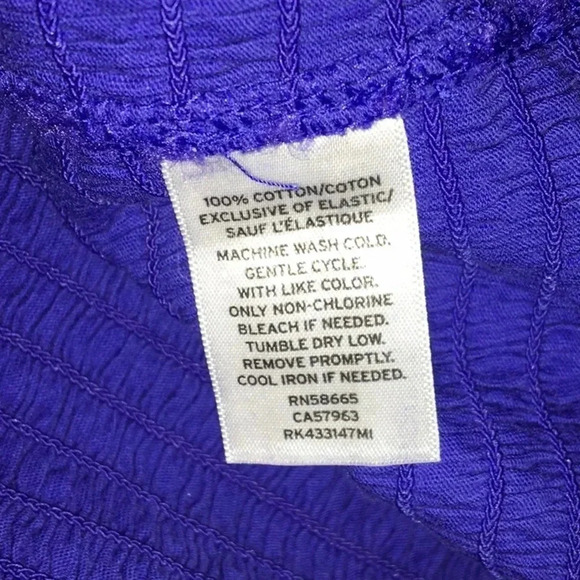 100% COTTON/COTON
EXCLUSIVE OF ELASTIC/
SAUF L'ÉLASTIQUE
MACHINE WASH COLD.
GENTLE CYCLE.
WITH LIKE COLOR.
ONLY NON-CHLORINE
BLEACH IF NEEDED.
TUMBLE DRY LOW.
REMOVE PROMPTLY.
COOL IRON IF NEEDED.
RN58665
CA57963
RK433147MI